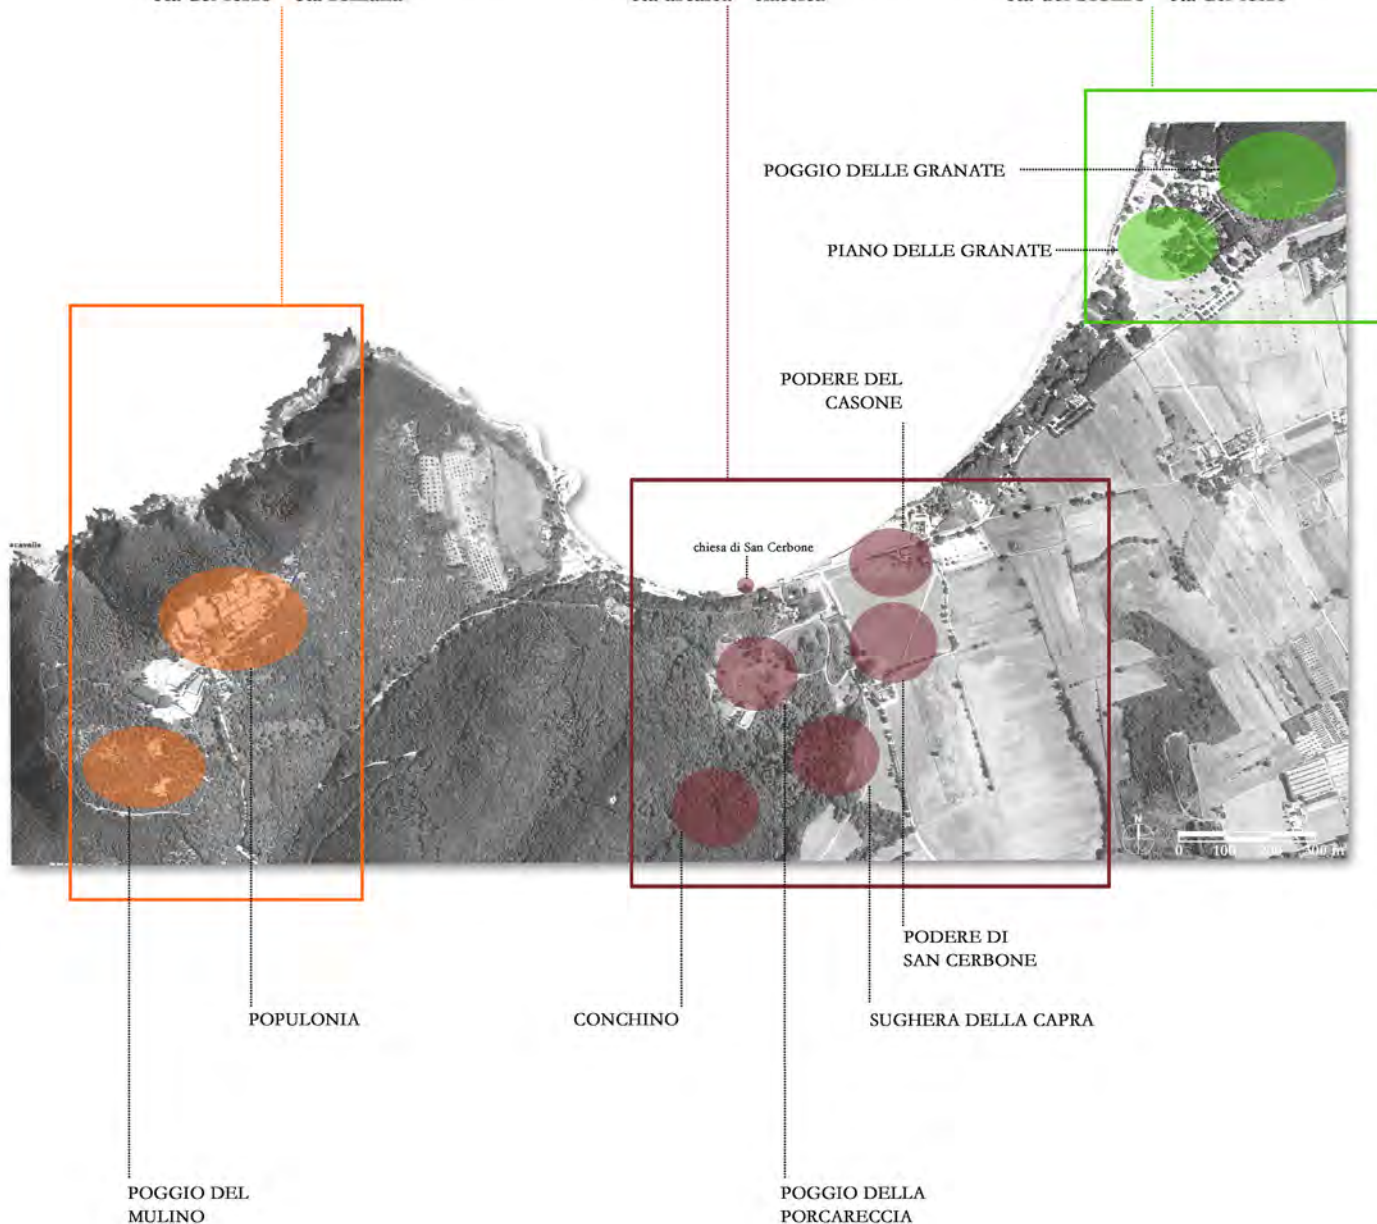 POGGIO DELLE GRANATE
PIANO DELLE GRANATE
PODERE DEL
CASONE
chiesa di San Cerbone
N
0 100 200 300 m
PODERE DI
SAN CERBONE
POPULONIA
CONCHINO
SUGHERA DELLA CAPRA
POGGIO DEL
MULINO
POGGIO DELLA
PORCARECCIA